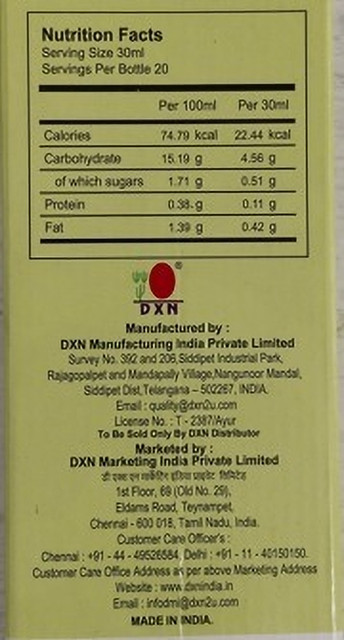 Nutrition Facts
Serving Size 30ml
Servings Per Bottle 20
Per 100ml Per 30ml
Calories 74.79 kcal 22.44 kcal
Carbohydrate 15.19 g 4.56 g
of which sugars 1.71 g 0.51 g
Protein 0.38 g 0.11 g
Fat 1.39 g 0.42 g
®
DXN
Manufactured by :
DXN Manufacturing India Private Limited
Survey No. 392 and 206, Siddipet Industrial Park,
Rajagopalpet and Mandapally Village, Nangunoor Mandal,
Siddipet Dist, Telangana – 502267, INDIA.
Email : quality@dxn2u.com
License No. : T - 2387/Ayur
To Be Sold Only By DXN Distributor
Marketed by :
DXN Marketing India Private Limited
डी एक्स एन मार्केटिंग इंडिया प्राइवेट लिमिटेड
1st Floor, 69 (Old No. 29),
Eldams Road, Teynampet,
Chennai - 600 018, Tamil Nadu, India.
Customer Care Officer's :
Chennai : +91 - 44 - 49526584, Delhi : +91 - 11 - 40150150.
Customer Care Office Address as per above Marketing Address
Website : www.dxnindia.in
Email : infodmi@dxn2u.com
MADE IN INDIA.